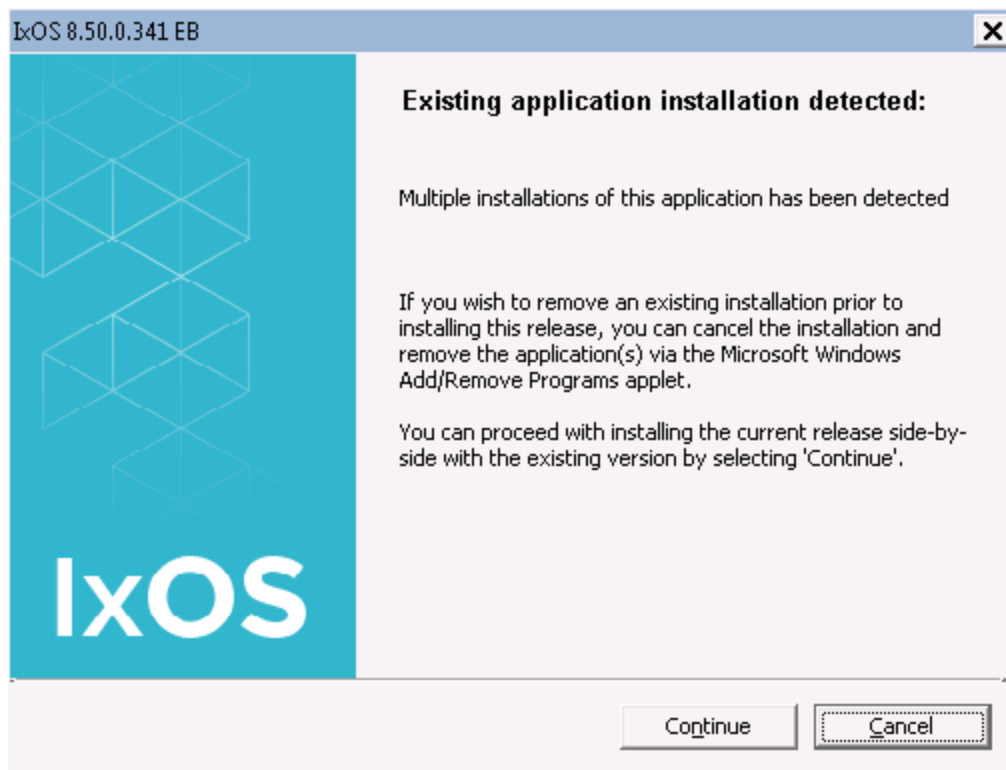 IxOS 8.50.0.341 EB
Existing application installation detected:
Multiple installations of this application has been detected
If you wish to remove an existing installation prior to
installing this release, you can cancel the installation and
remove the application(s) via the Microsoft Windows
Add/Remove Programs applet.
You can proceed with installing the current release side-by-
side with the existing version by selecting 'Continue'.
IxOS
Continue
Cancel